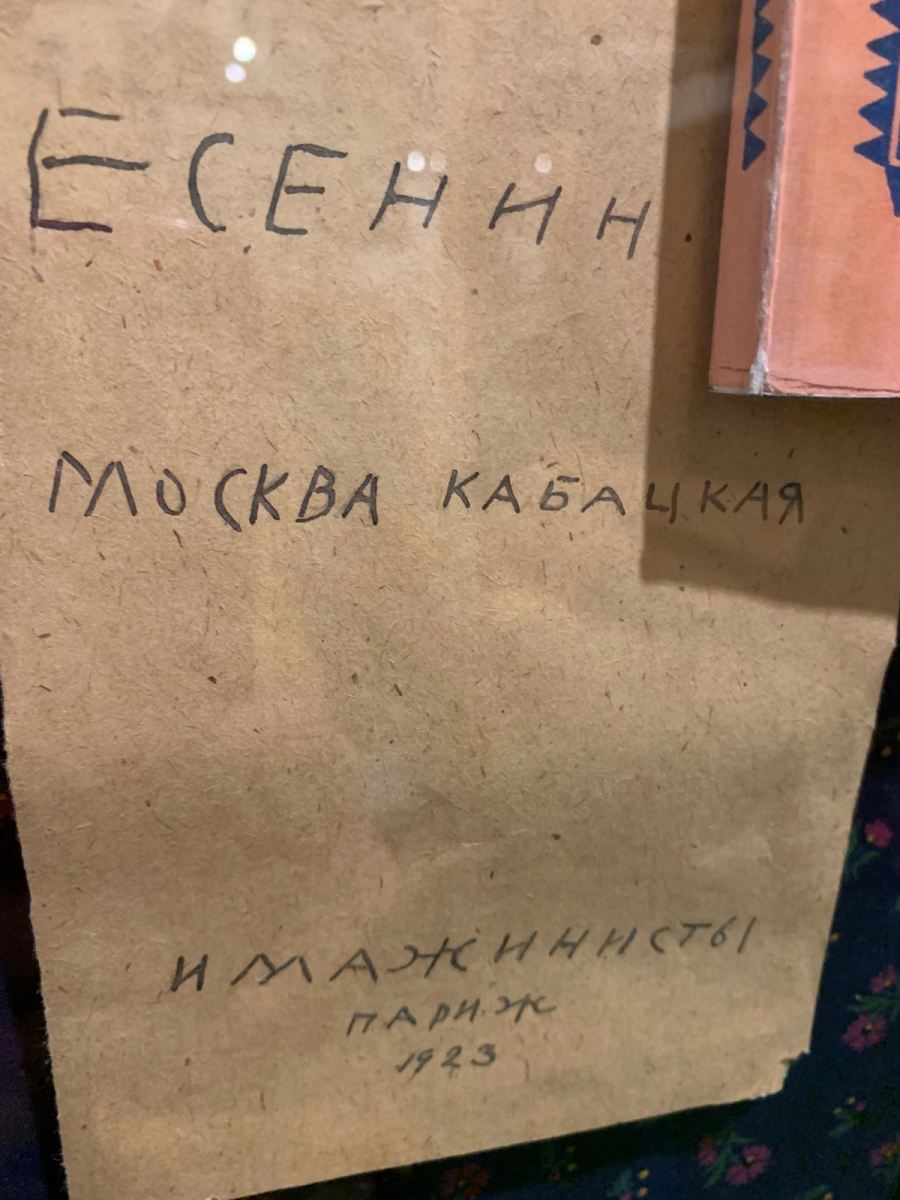 ЕСЕНИН
МОСКВА КАБАЦКАЯ
ИМАЖИНИСТЫ
ПАРИЖ
1923